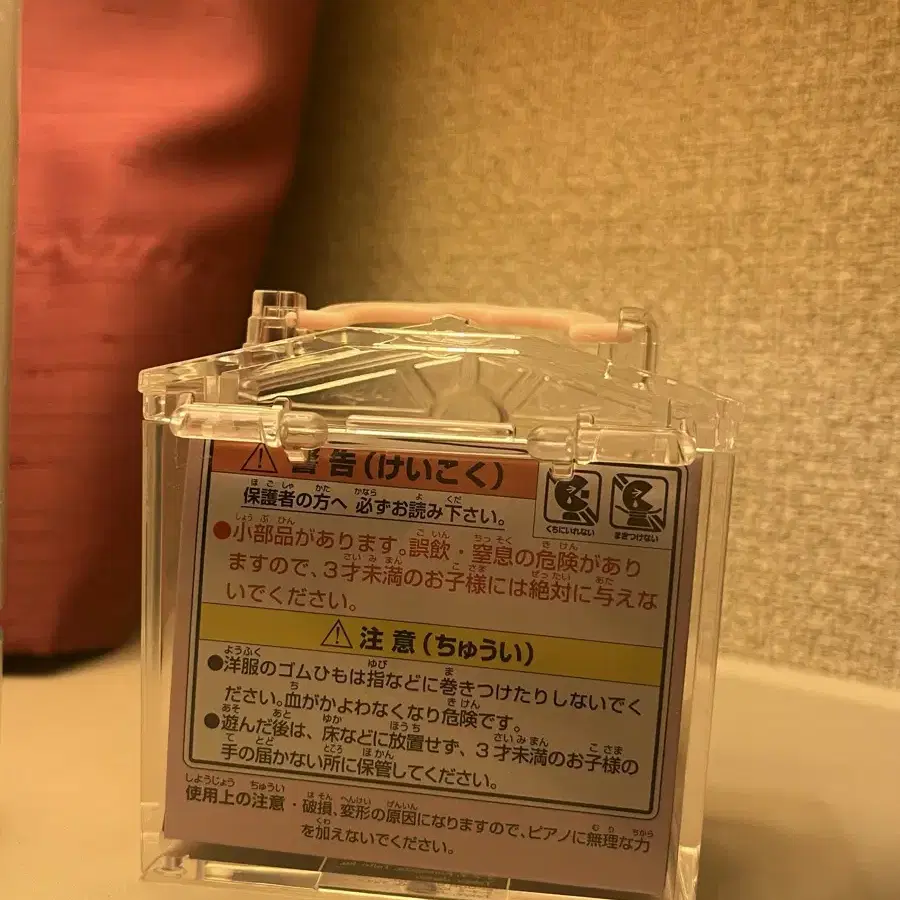 警告(けいこく)
保護者の方へ 必ずお読み下さい。
くちにいれない
まきつけない
●小部品があります。誤飲・窒息の危険があり
ますので、3才未満のお子様には絶対に与えな
いでください。
注意(ちゅうい)
●洋服のゴムひもは指などに巻きつけたりしないでく
ださい。血がかよわなくなり危険です。
●遊んだ後は、床などに放置せず、3才未満のお子様の
手の届かない所に保管してください。
使用上の注意・破損、変形の原因になりますので、ピアノに無理な力
を加えないでください。